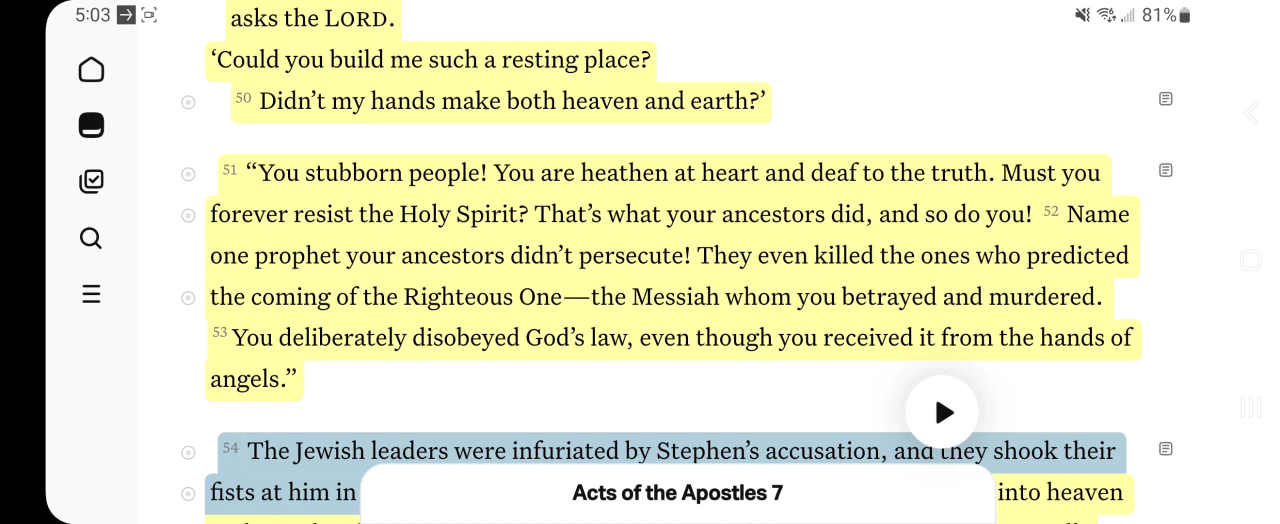 5:03
81%
asks the LORD.
‘Could you build me such a resting place?
50 Didn’t my hands make both heaven and earth?’
51 “You stubborn people! You are heathen at heart and deaf to the truth. Must you
forever resist the Holy Spirit? That’s what your ancestors did, and so do you! 52 Name
one prophet your ancestors didn’t persecute! They even killed the ones who predicted
the coming of the Righteous One—the Messiah whom you betrayed and murdered.
53 You deliberately disobeyed God’s law, even though you received it from the hands of
angels.”
54 The Jewish leaders were infuriated by Stephen’s accusation, and they shook their
fists at him in
into heaven
Acts of the Apostles 7